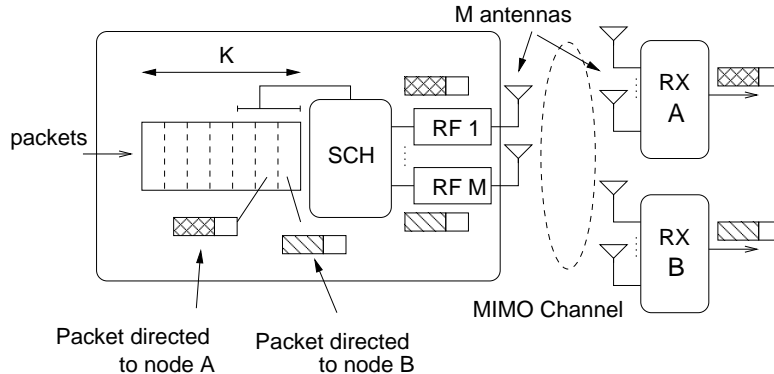 M antennas
K
packets
SCH
RF 1
RF M
RX
A
RX
B
MIMO Channel
Packet directed
to node A
Packet directed
to node B